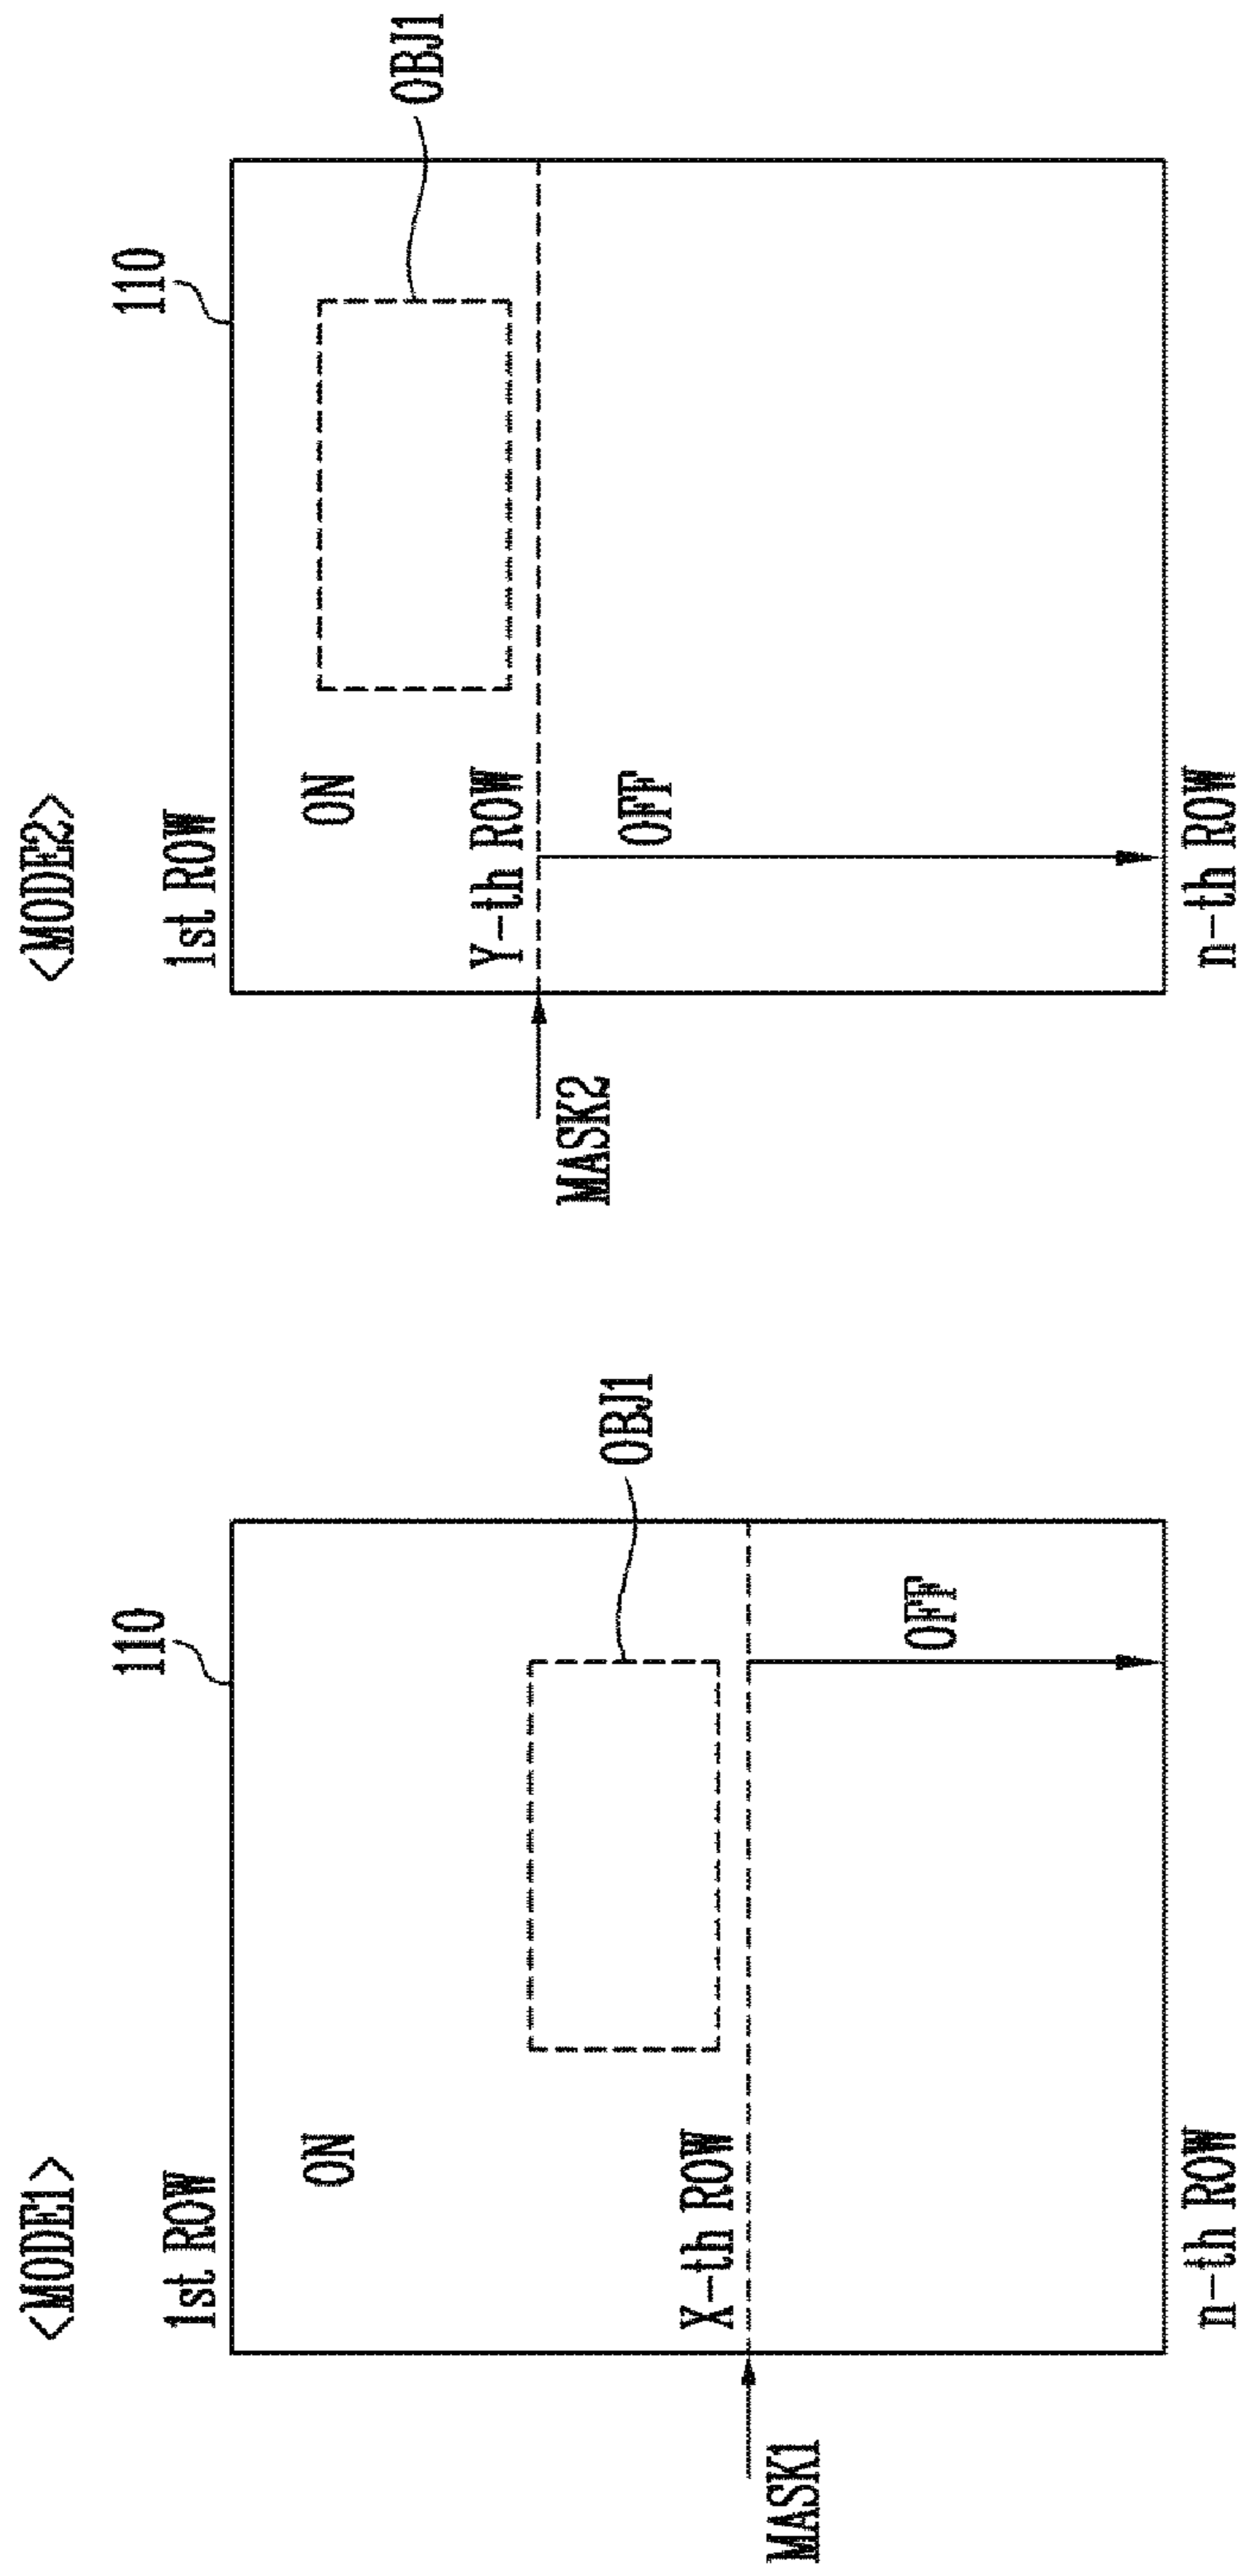 <MODE1>
110
1st ROW
ON
OBJ1
X-th ROW
MASK1
OFF
n-th ROW
<MODE2>
110
1st ROW
ON
OBJ1
Y-th ROW
MASK2
OFF
n-th ROW